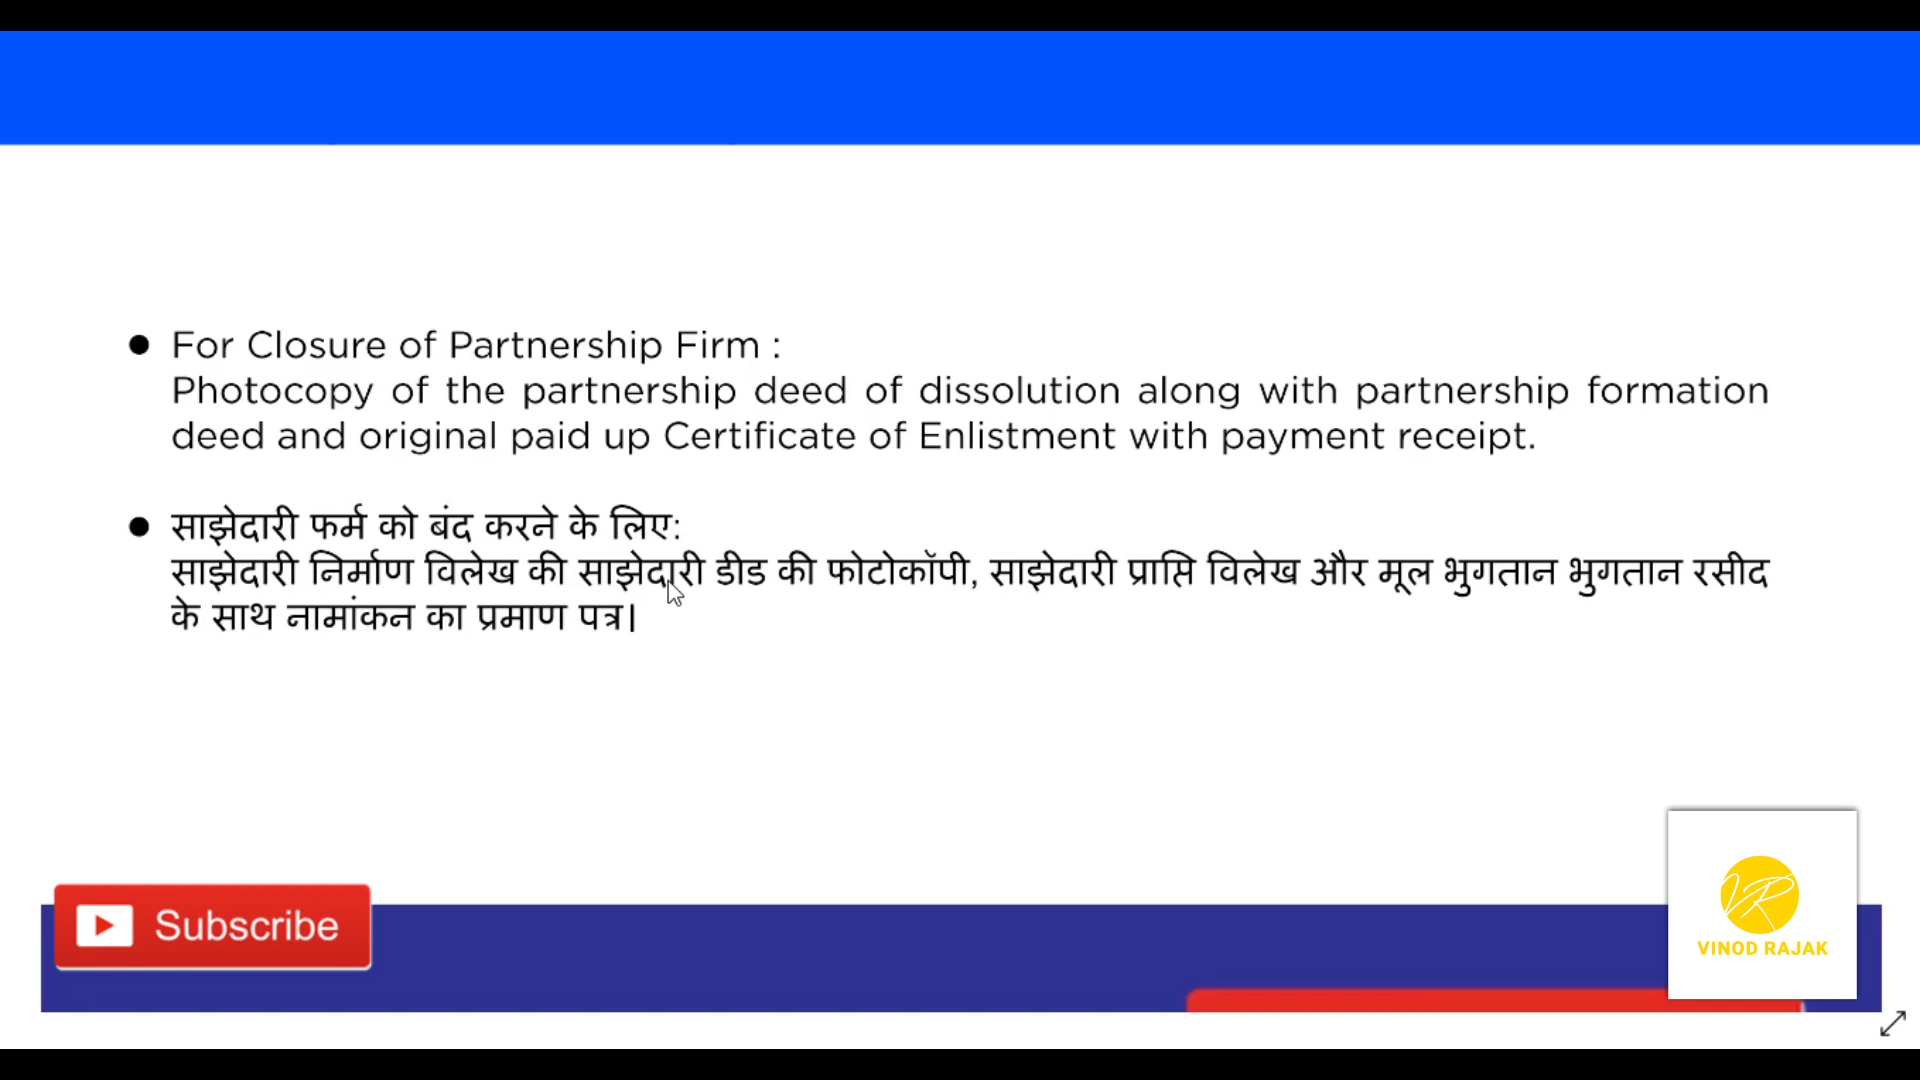 ● For Closure of Partnership Firm :
Photocopy of the partnership deed of dissolution along with partnership formation
deed and original paid up Certificate of Enlistment with payment receipt.
● साझेदारी फर्म को बंद करने के लिए:
साझेदारी निर्माण विलेख की साझेदारी डीड की फोटोकॉपी, साझेदारी प्राप्ति विलेख और मूल भुगतान भुगतान रसीद
के साथ नामांकन का प्रमाण पत्र।
Subscribe
VR
VINOD RAJAK